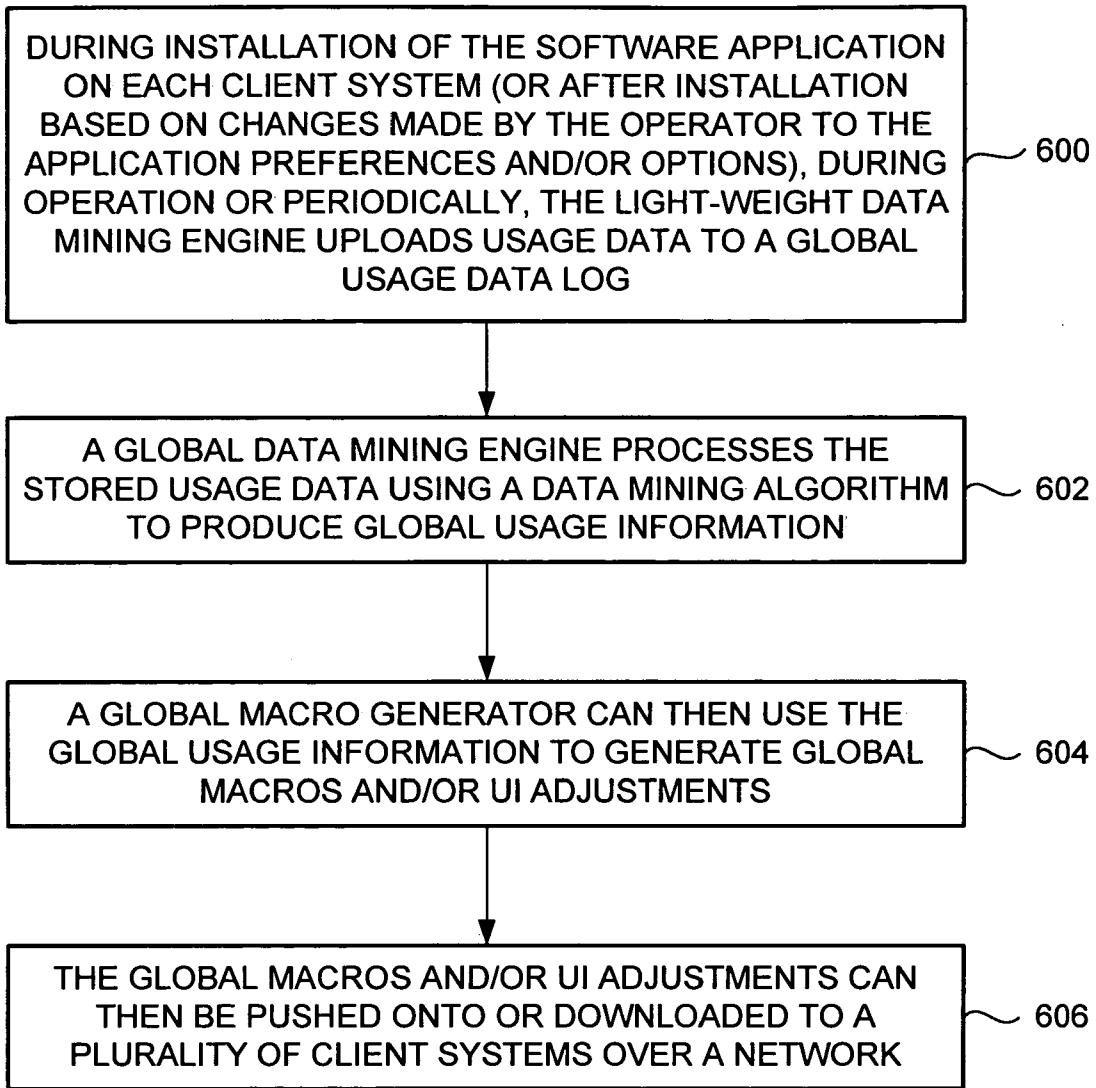 DURING INSTALLATION OF THE SOFTWARE APPLICATION
ON EACH CLIENT SYSTEM (OR AFTER INSTALLATION
BASED ON CHANGES MADE BY THE OPERATOR TO THE
APPLICATION PREFERENCES AND/OR OPTIONS), DURING
OPERATION OR PERIODICALLY, THE LIGHT-WEIGHT DATA
MINING ENGINE UPLOADS USAGE DATA TO A GLOBAL
USAGE DATA LOG
600
A GLOBAL DATA MINING ENGINE PROCESSES THE
STORED USAGE DATA USING A DATA MINING ALGORITHM
TO PRODUCE GLOBAL USAGE INFORMATION
602
A GLOBAL MACRO GENERATOR CAN THEN USE THE
GLOBAL USAGE INFORMATION TO GENERATE GLOBAL
MACROS AND/OR UI ADJUSTMENTS
604
THE GLOBAL MACROS AND/OR UI ADJUSTMENTS CAN
THEN BE PUSHED ONTO OR DOWNLOADED TO A
PLURALITY OF CLIENT SYSTEMS OVER A NETWORK
606